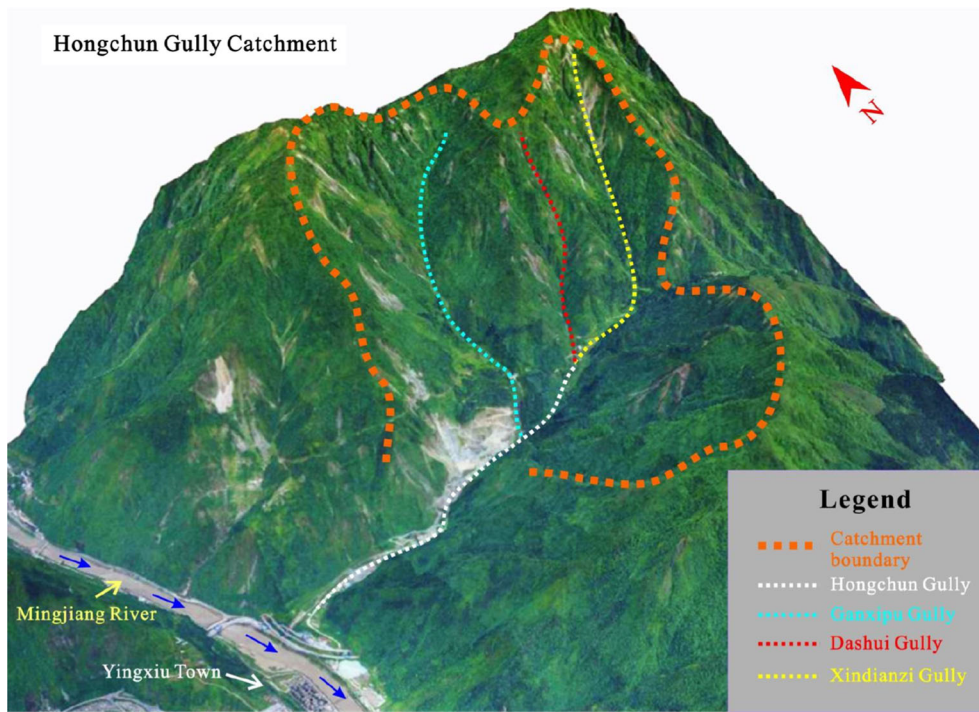 Hongchun Gully Catchment
N
Mingjiang River
Yingxiu Town
Legend
Catchment
boundary
Hongchun Gully
Ganxipu Gully
Dashui Gully
Xindianzi Gully